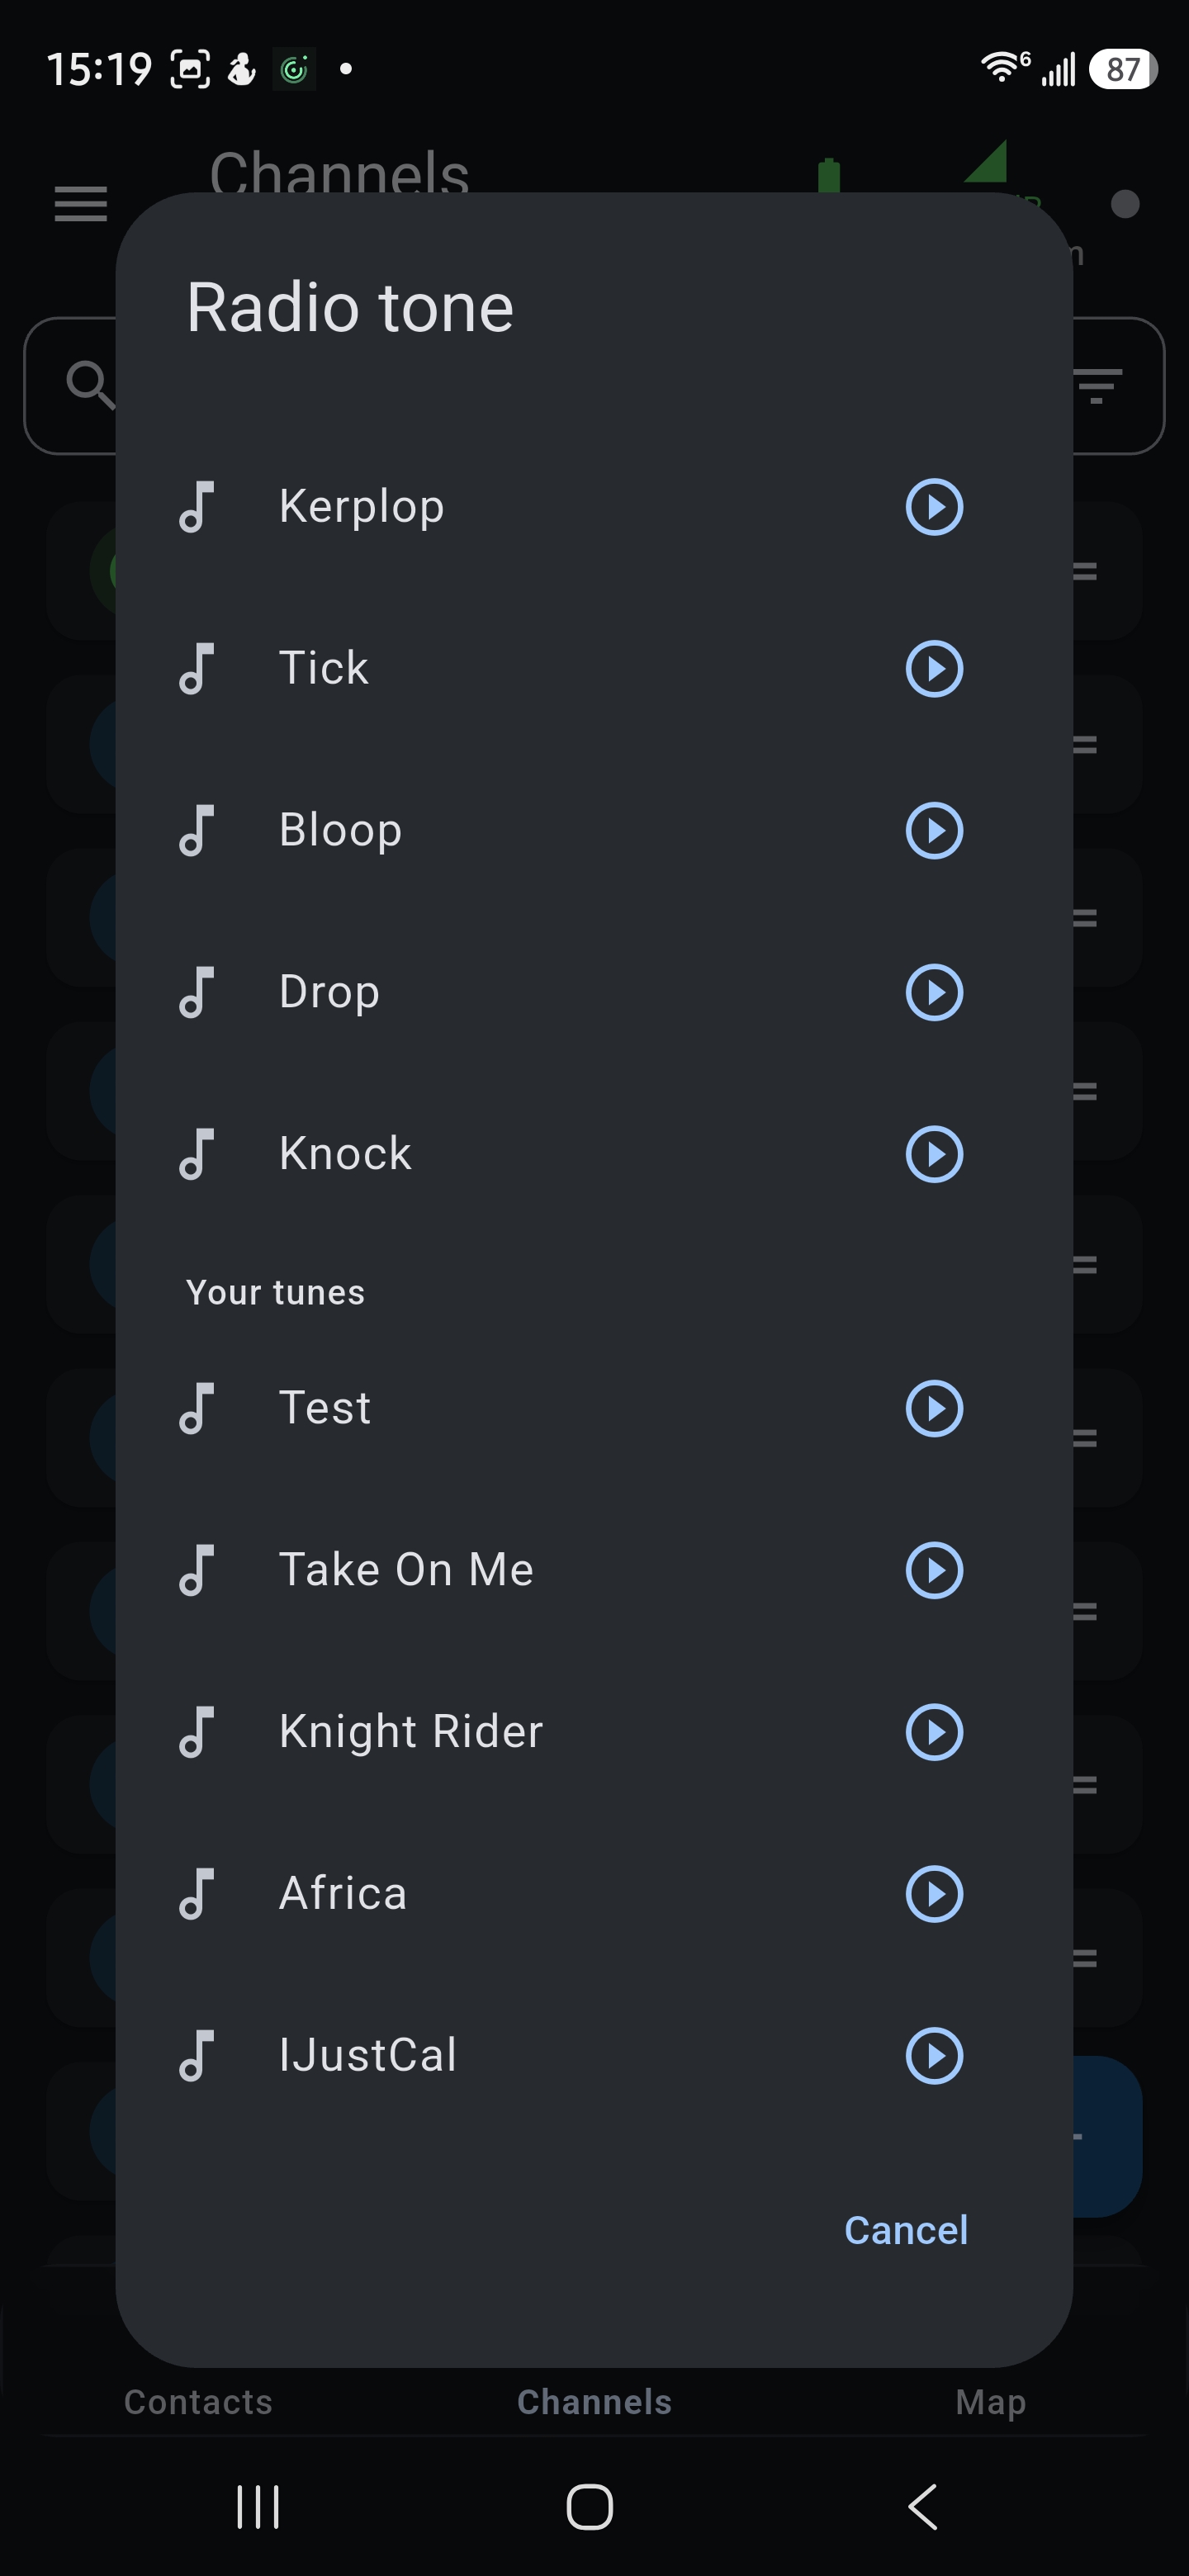 15:19
6
87
Channels
Radio tone
Kerplop
Tick
Bloop
Drop
Knock
Your tunes
Test
Take On Me
Knight Rider
Africa
IJustCal
Cancel
Contacts
Channels
Map